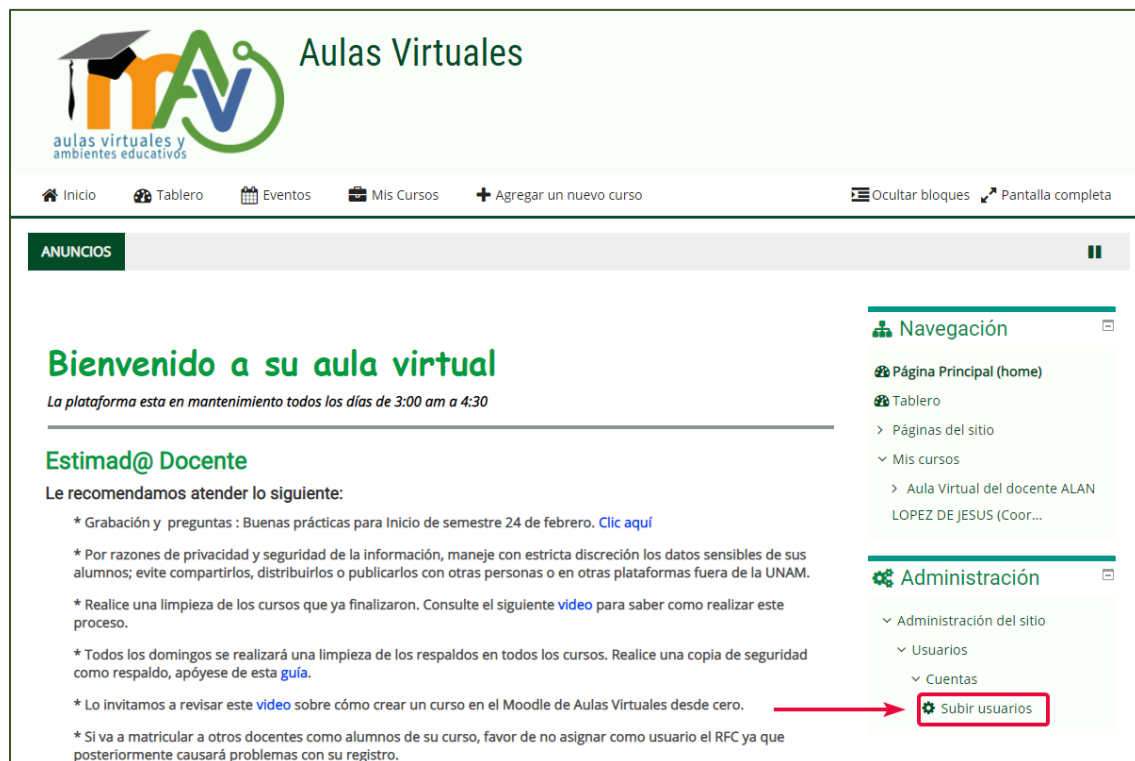 Aulas Virtuales
mAv
aulas virtuales y
ambientes educativos
Inicio Tablero Eventos Mis Cursos Agregar un nuevo curso Ocultar bloques Pantalla completa
ANUNCIOS
Bienvenido a su aula virtual
La plataforma esta en mantenimiento todos los días de 3:00 am a 4:30
Estimad@ Docente
Le recomendamos atender lo siguiente:
* Grabación y preguntas : Buenas prácticas para Inicio de semestre 24 de febrero. Clic aquí
* Por razones de privacidad y seguridad de la información, maneje con estricta discreción los datos sensibles de sus
alumnos; evite compartirlos, distribuirlos o publicarlos con otras personas o en otras plataformas fuera de la UNAM.
* Realice una limpieza de los cursos que ya finalizaron. Consulte el siguiente video para saber como realizar este
proceso.
* Todos los domingos se realizará una limpieza de los respaldos en todos los cursos. Realice una copia de seguridad
como respaldo, apóyese de esta guía.
* Lo invitamos a revisar este video sobre cómo crear un curso en el Moodle de Aulas Virtuales desde cero.
* Si va a matricular a otros docentes como alumnos de su curso, favor de no asignar como usuario el RFC ya que
posteriormente causará problemas con su registro.
Navegación
Página Principal (home)
Tablero
Páginas del sitio
Mis cursos
Aula Virtual del docente ALAN
LOPEZ DE JESUS (Coor...
Administración
Administración del sitio
Usuarios
Cuentas
Subir usuarios